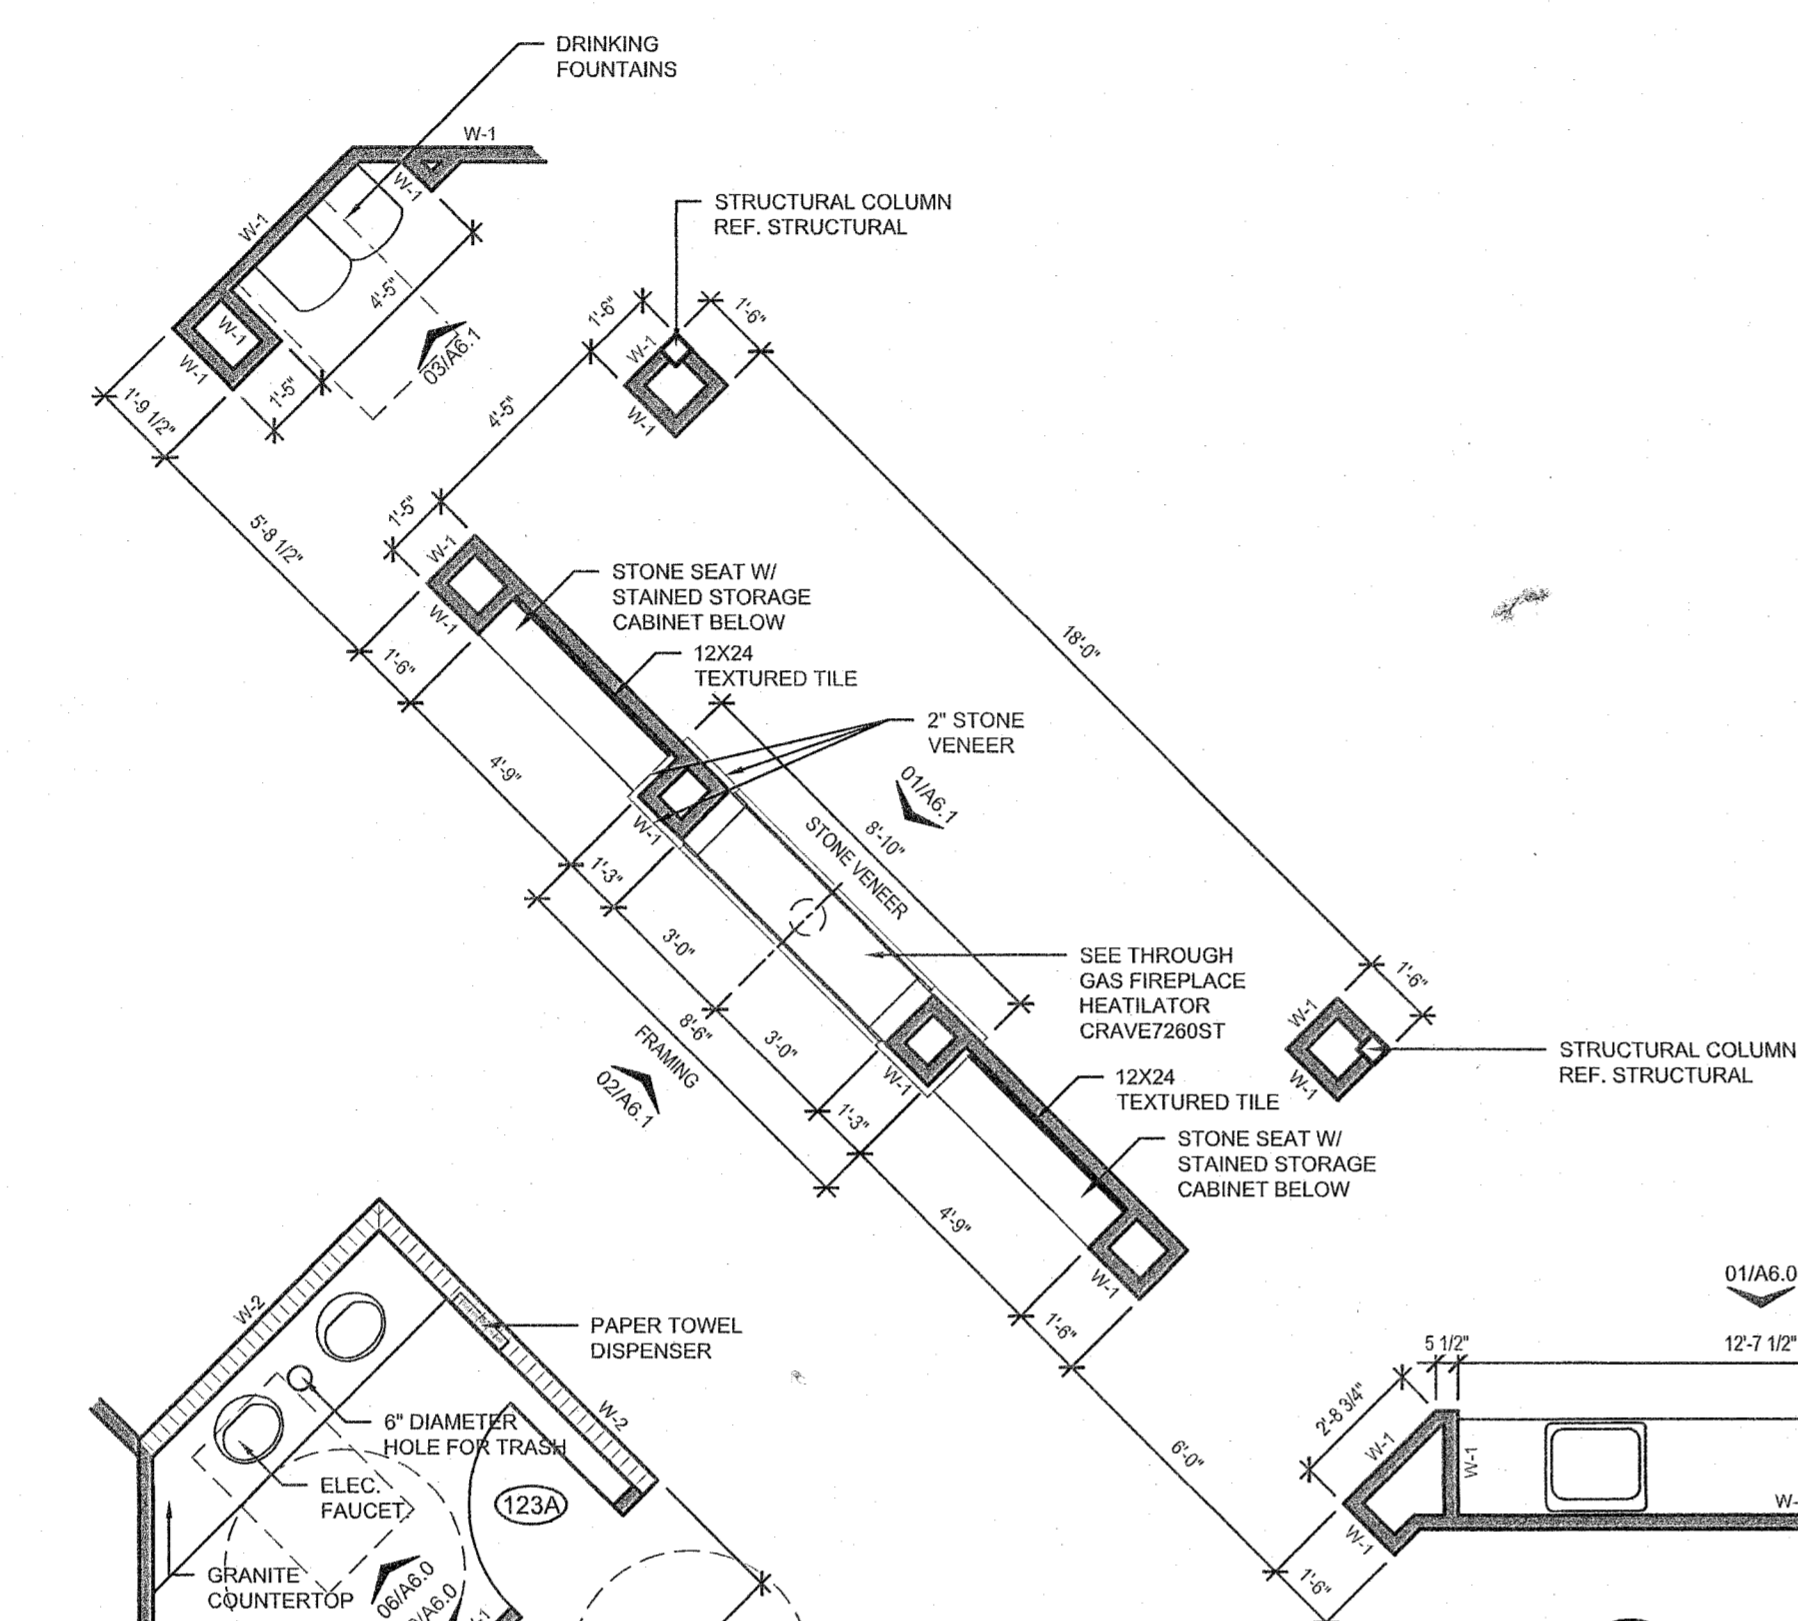 DRINKING
FOUNTAINS
W-1
W-1
W-1
4'-5"
03/A6.1
W-1
W-1
1'-9 1/2"
1'-5"
STRUCTURAL COLUMN
REF. STRUCTURAL
1'-6"
1'-6"
W-1
W-1
4'-5"
1'-5"
5'-8 1/2"
W-1
W-1
1'-6"
STONE SEAT W/
STAINED STORAGE
CABINET BELOW
12X24
TEXTURED TILE
18'-0"
2" STONE
VENEER
4'-9"
W-1
01/A6.1
8'-10"
STONE VENEER
1'-3"
3'-0"
8'-6"
FRAMING
02/A6.1
3'-0"
SEE THROUGH
GAS FIREPLACE
HEATILATOR
CRAVE7260ST
1'-6"
W-1
W-1
STRUCTURAL COLUMN
REF. STRUCTURAL
W-1
12X24
TEXTURED TILE
1'-3"
STONE SEAT W/
STAINED STORAGE
CABINET BELOW
4'-9"
W-1
1'-6"
6'-0"
1'-6"
W-2
PAPER TOWEL
DISPENSER
W-2
6" DIAMETER
HOLE FOR TRASH
ELEC.
FAUCET
123A
GRANITE
COUNTERTOP
06/A6.0
/A6.0
-1
01/A6.0
5 1/2"
12'-7 1/2"
2'-8 3/4"
W-1
W-1
W-1
W-